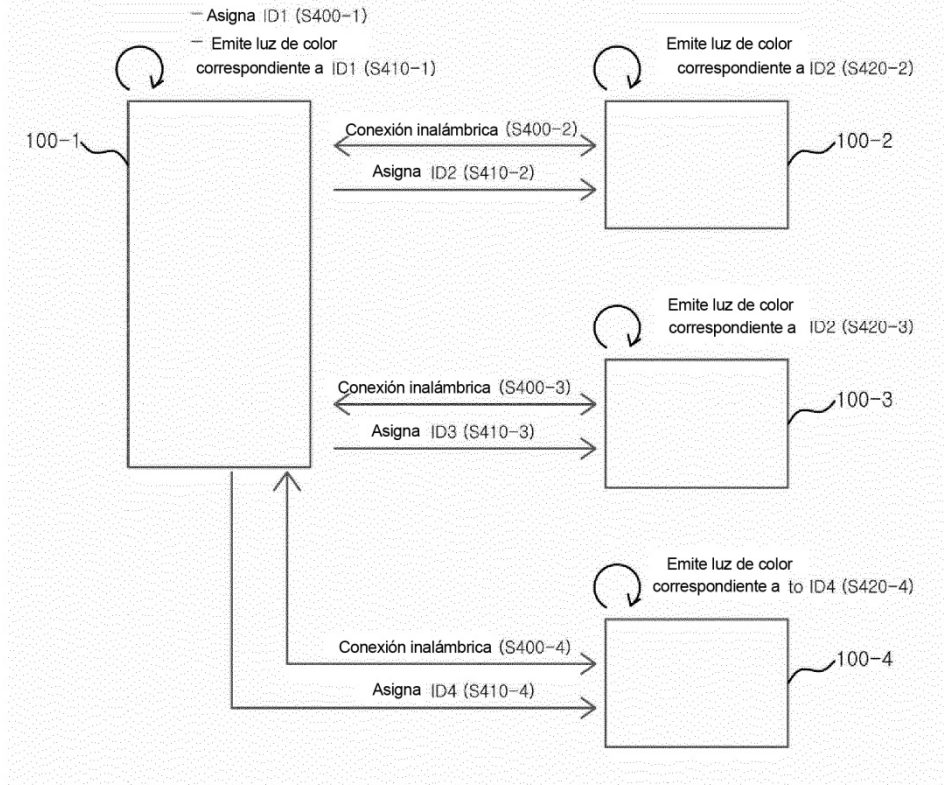 – Asigna ID1 (S400-1)
– Emite luz de color
correspondiente a ID1 (S410-1)
100-1
Emite luz de color
correspondiente a ID2 (S420-2)
Conexión inalámbrica (S400-2)
Asigna ID2 (S410-2)
100-2
Emite luz de color
correspondiente a ID2 (S420-3)
Conexión inalámbrica (S400-3)
Asigna ID3 (S410-3)
100-3
Emite luz de color
correspondiente a to ID4 (S420-4)
Conexión inalámbrica (S400-4)
Asigna ID4 (S410-4)
100-4